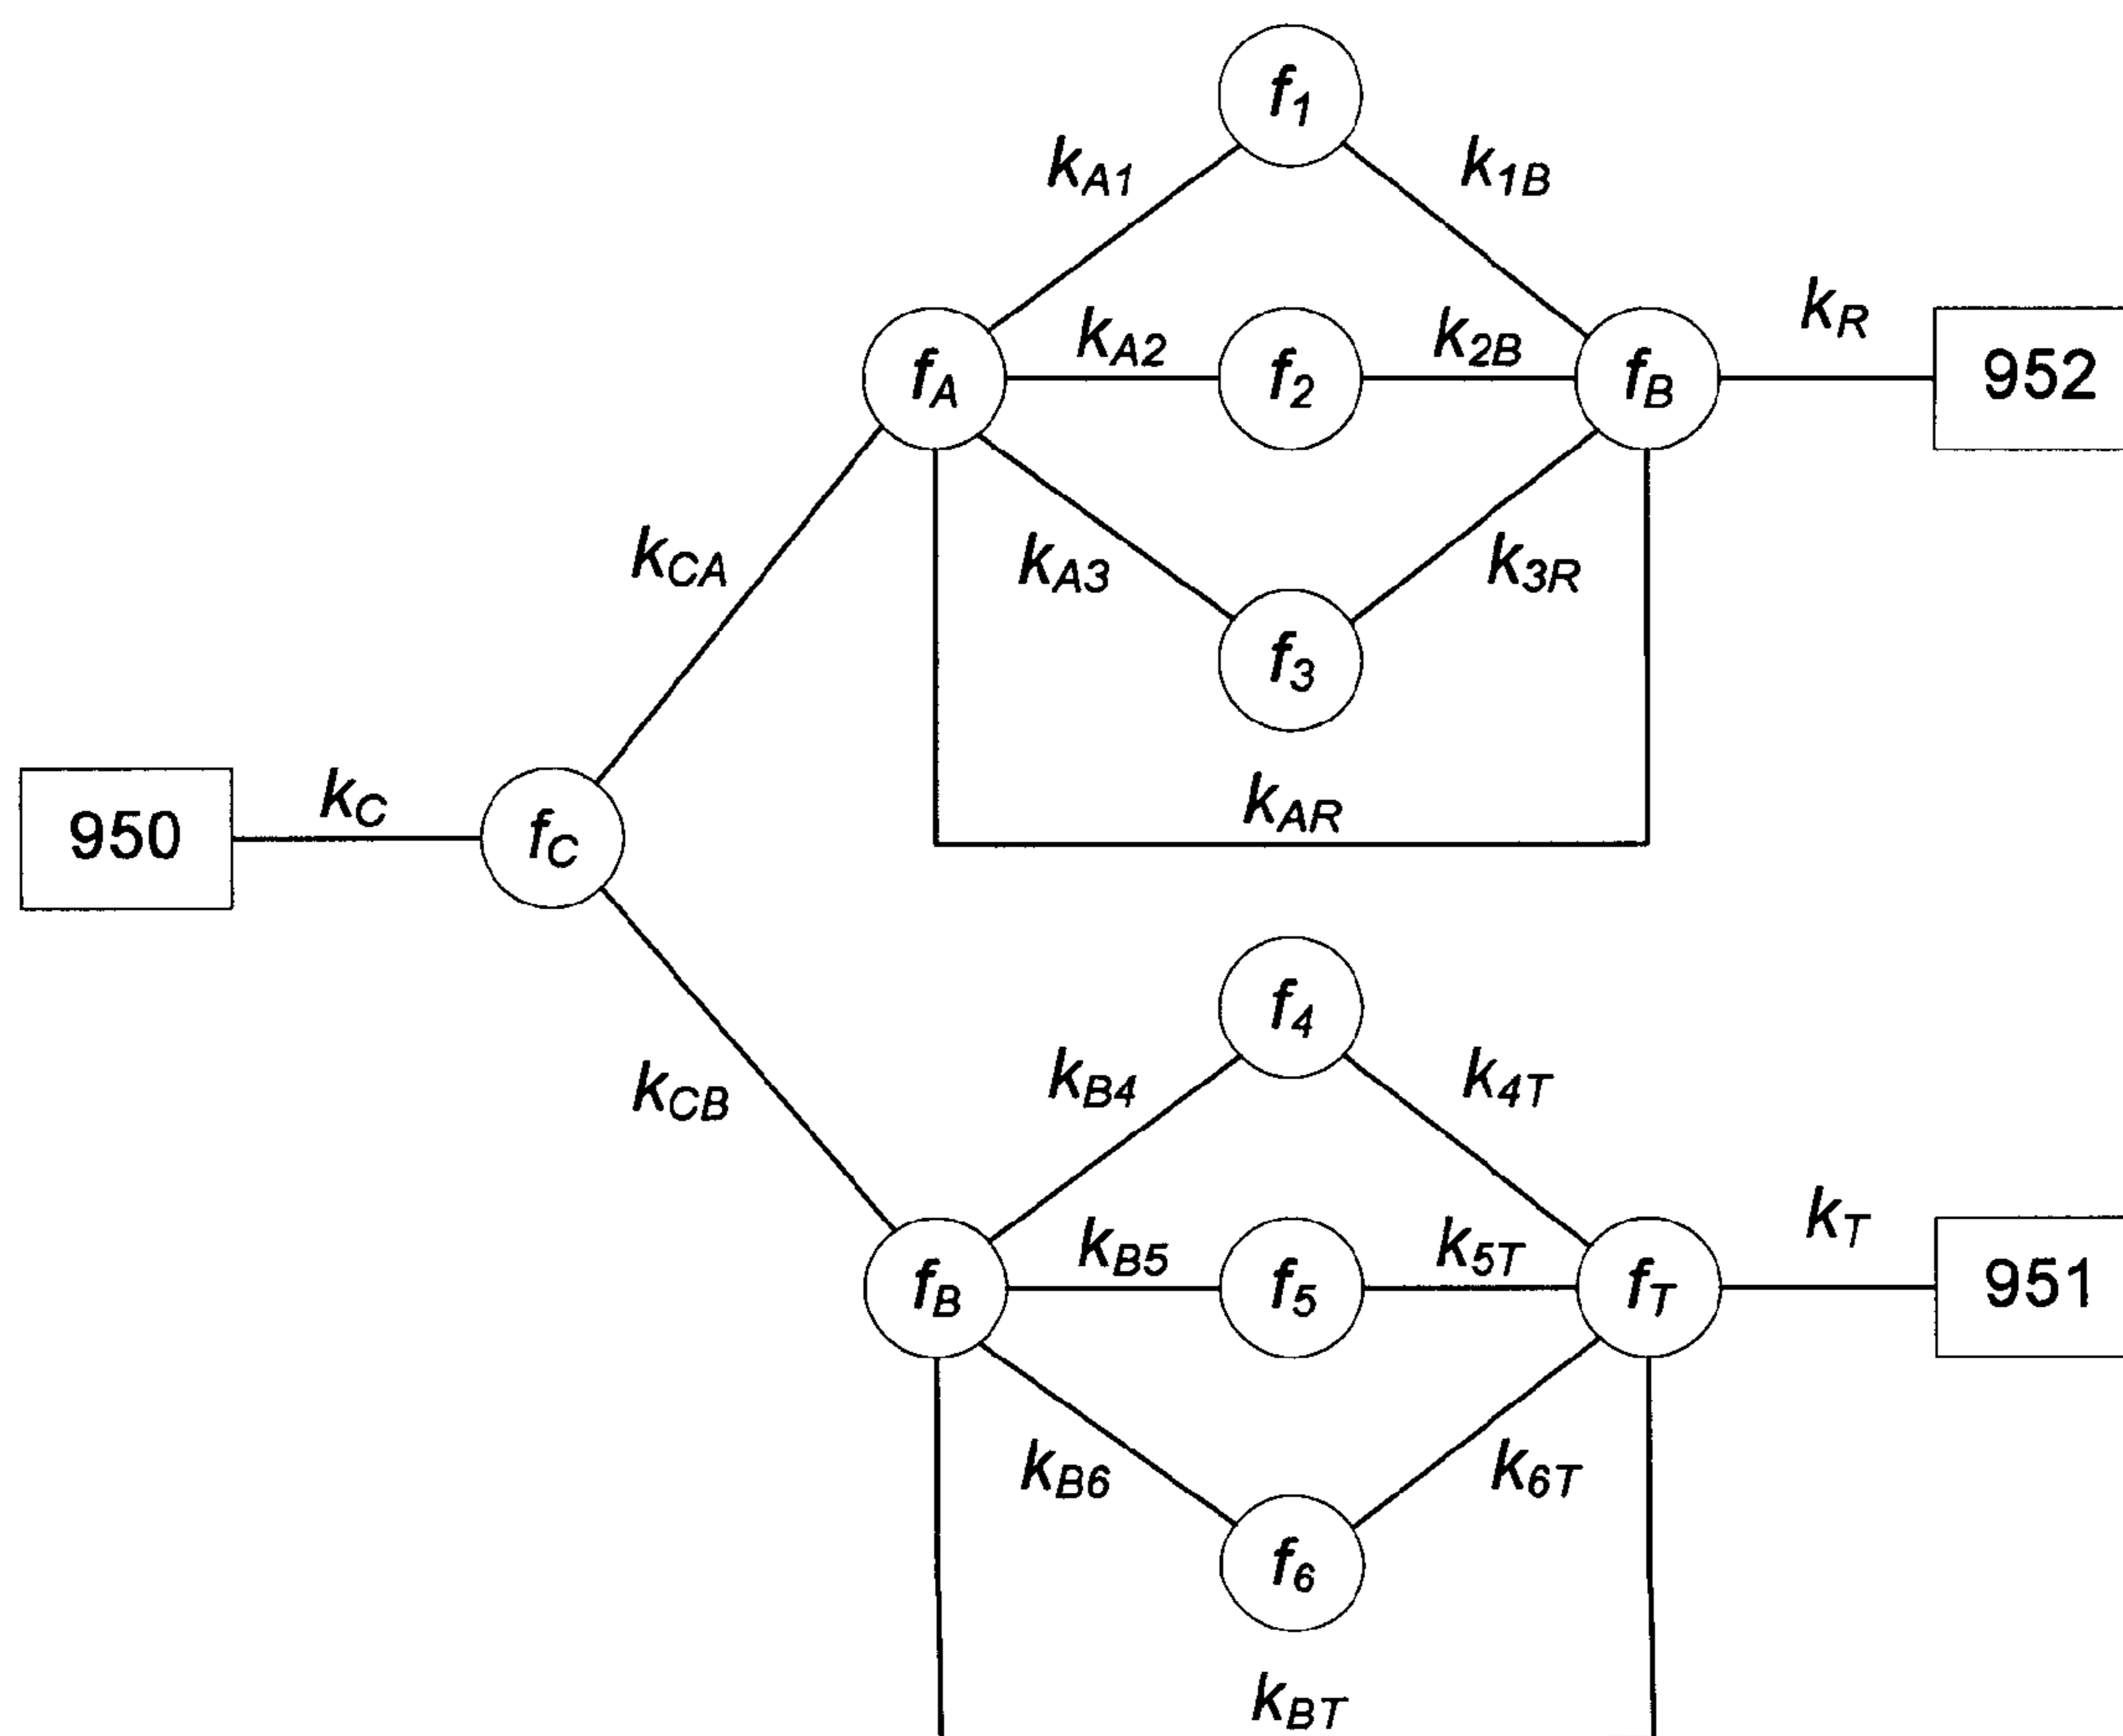 f1
kA1 k1B
kR
kA2 k2B
fA f2 fB 952
kCA kA3 k3R
f3
kC kAR
950 fC
f4
kCB kB4 k4T
kT
kB5 k5T
fB f5 fT 951
kB6 k6T
f6
kBT